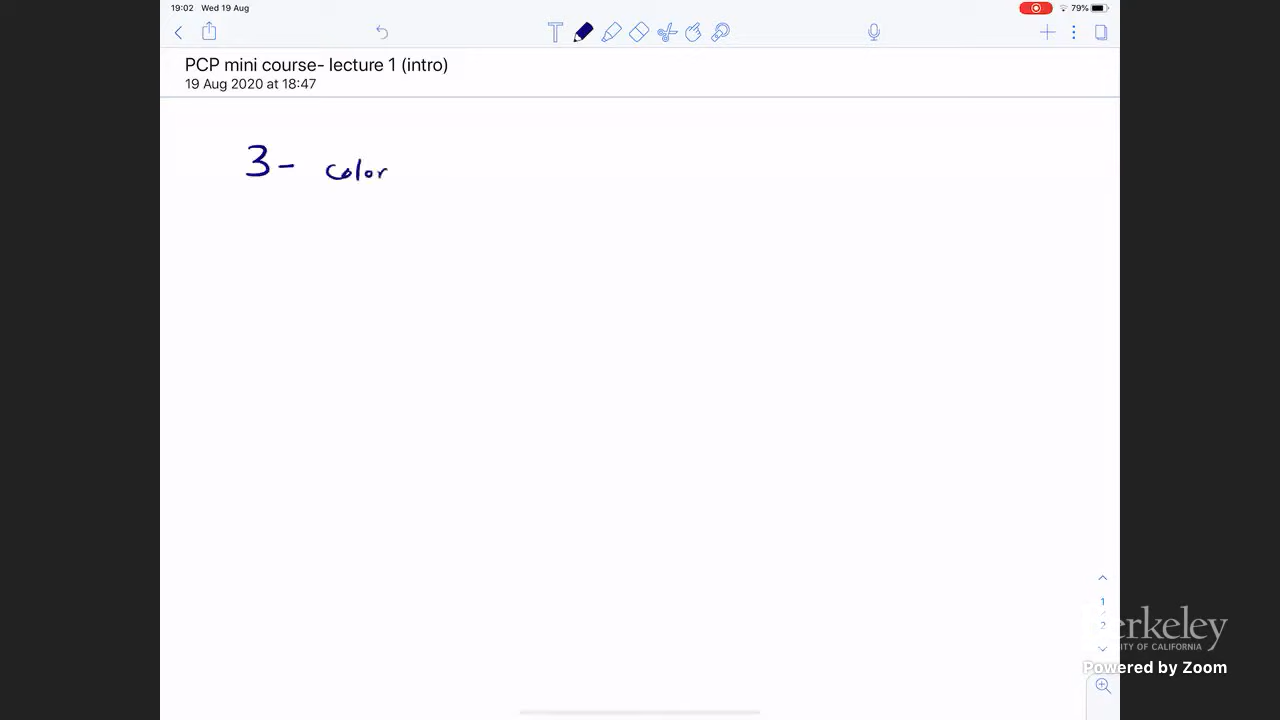 19:02 Wed 19 Aug
79%
T
PCP mini course- lecture 1 (intro)
19 Aug 2020 at 18:47
3- color
1
2
erkeley
ITY OF CALIFORNIA
Powered by Zoom